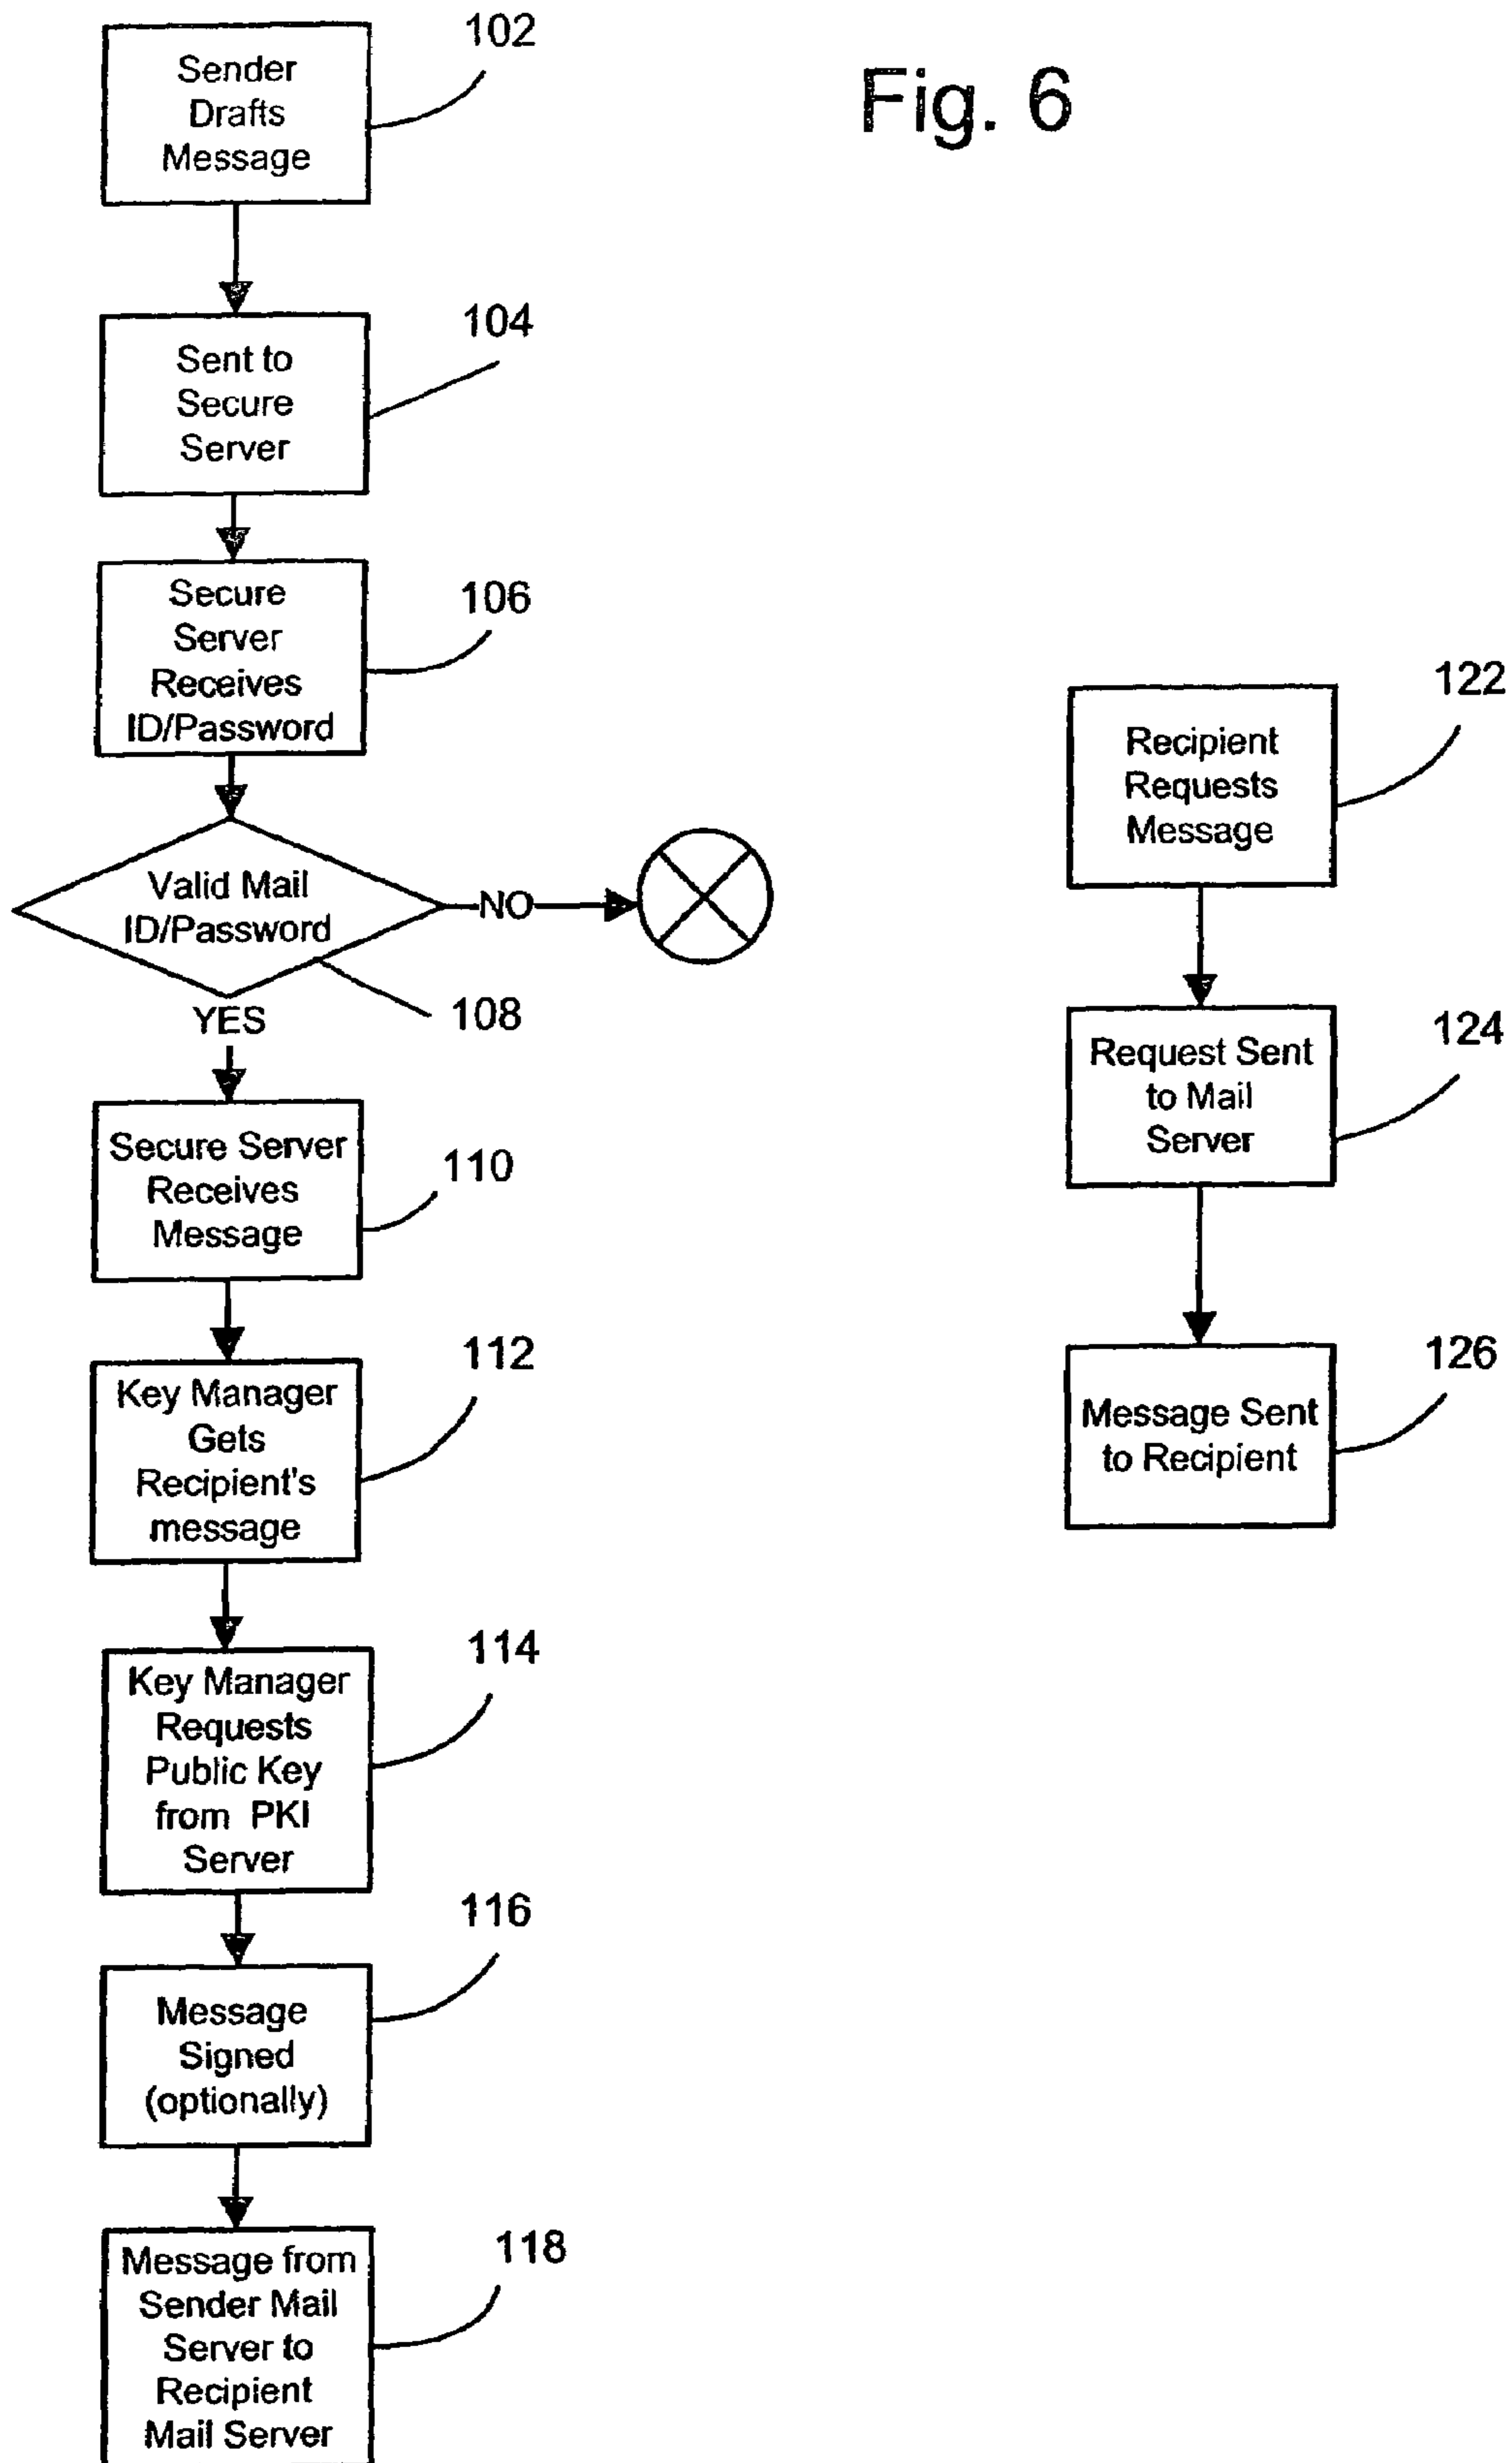 Fig. 6
102
Sender
Drafts
Message
104
Sent to
Secure
Server
106
Secure
Server
Receives
ID/Password
Valid Mail
ID/Password
NO
108
YES
110
Secure Server
Receives
Message
112
Key Manager
Gets
Recipient's
message
114
Key Manager
Requests
Public Key
from PKI
Server
116
Message
Signed
(optionally)
118
Message from
Sender Mail
Server to
Recipient
Mail Server
122
Recipient
Requests
Message
124
Request Sent
to Mail
Server
126
Message Sent
to Recipient